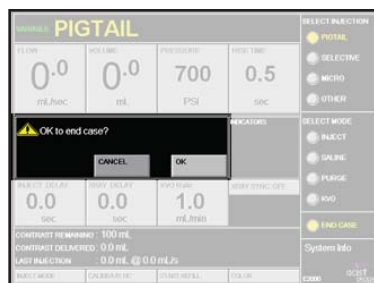 VARIABLE PIGTAIL
SELECT INJECTION
PIGTAIL
SELECTIVE
MICRO
OTHER
FLOW
0.0
mL/sec
VOLUME
0.0
mL
PRESSURE
700
PSI
RISE TIME
0.5
sec
OK to end case?
CANCEL
OK
INDICATORS
SELECT MODE
INJECT
SALINE
PURGE
KVO
INJECT DELAY
0.0
sec
XRAY DELAY
0.0
sec
KVO Rate
1.0
mL/min
XRAY SYNC OFF
END CASE
CONTRAST REMAINING : 100 mL
CONTRAST DELIVERED : 0.0 mL
LAST INJECTION : 0.0 mL @ 0.0 mL/s
System Info
INJECT MODE
CALIBRATE HC
START REFILL
COLOR
E2000
acist